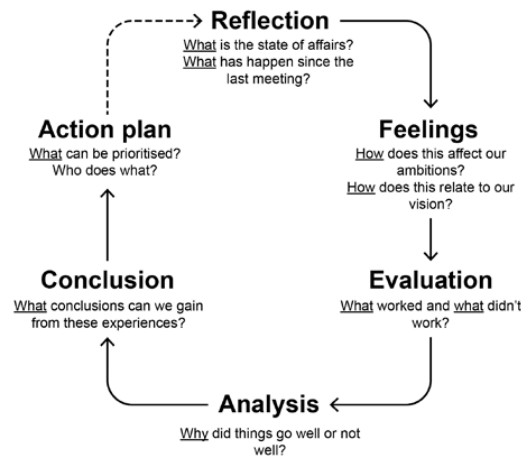 Reflection
What is the state of affairs?
What has happen since the
last meeting?
Feelings
How does this affect our
ambitions?
How does this relate to our
vision?
Evaluation
What worked and what didn't
work?
Analysis
Why did things go well or not
well?
Conclusion
What conclusions can we gain
from these experiences?
Action plan
What can be prioritised?
Who does what?